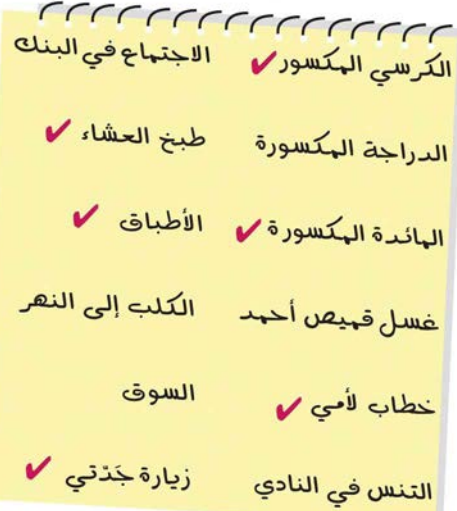 الكرسي المكسور ✔
الدراجة المكسورة
المائدة المكسورة ✔
غسل قميص أحمد
خطاب لأمي ✔
التنس في النادي
الاجتماع في البنك
طبخ العشاء ✔
الأطباق ✔
الكلب إلى النهر
السوق
زيارة جَدّتي ✔